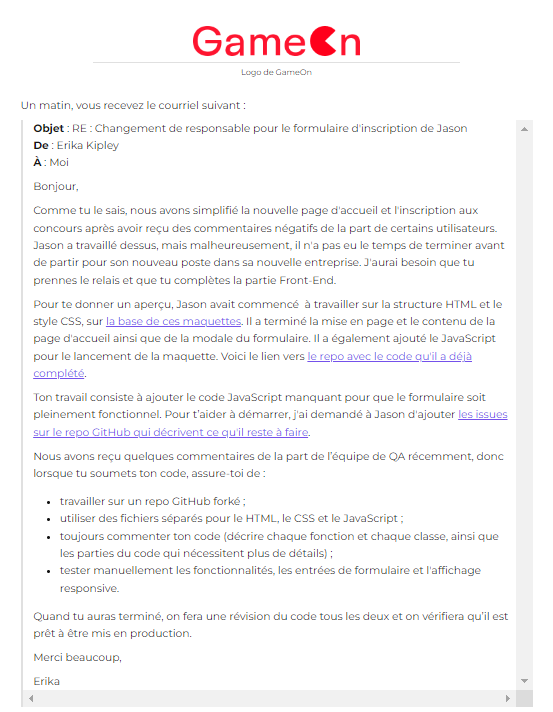 GameOn
Logo de GameOn
Un matin, vous recevez le courriel suivant :
Objet : RE : Changement de responsable pour le formulaire d'inscription de Jason
De : Erika Kipley
À : Moi
Bonjour,
Comme tu le sais, nous avons simplifié la nouvelle page d'accueil et l'inscription aux
concours après avoir reçu des commentaires négatifs de la part de certains utilisateurs.
Jason a travaillé dessus, mais malheureusement, il n'a pas eu le temps de terminer avant
de partir pour son nouveau poste dans sa nouvelle entreprise. J'aurai besoin que tu
prennes le relais et que tu complètes la partie Front-End.
Pour te donner un aperçu, Jason avait commencé à travailler sur la structure HTML et le
style CSS, sur la base de ces maquettes. Il a terminé la mise en page et le contenu de la
page d'accueil ainsi que de la modale du formulaire. Il a également ajouté le JavaScript
pour le lancement de la maquette. Voici le lien vers le repo avec le code qu'il a déjà
complété.
Ton travail consiste à ajouter le code JavaScript manquant pour que le formulaire soit
pleinement fonctionnel. Pour t'aider à démarrer, j'ai demandé à Jason d'ajouter les issues
sur le repo GitHub qui décrivent ce qu'il reste à faire.
Nous avons reçu quelques commentaires de la part de l'équipe de QA récemment, donc
lorsque tu soumets ton code, assure-toi de :
• travailler sur un repo GitHub forké ;
• utiliser des fichiers séparés pour le HTML, le CSS et le JavaScript ;
• toujours commenter ton code (décrire chaque fonction et chaque classe, ainsi que
les parties du code qui nécessitent plus de détails) ;
• tester manuellement les fonctionnalités, les entrées de formulaire et l'affichage
responsive.
Quand tu auras terminé, on fera une révision du code tous les deux et on vérifiera qu'il est
prêt à être mis en production.
Merci beaucoup,
Erika